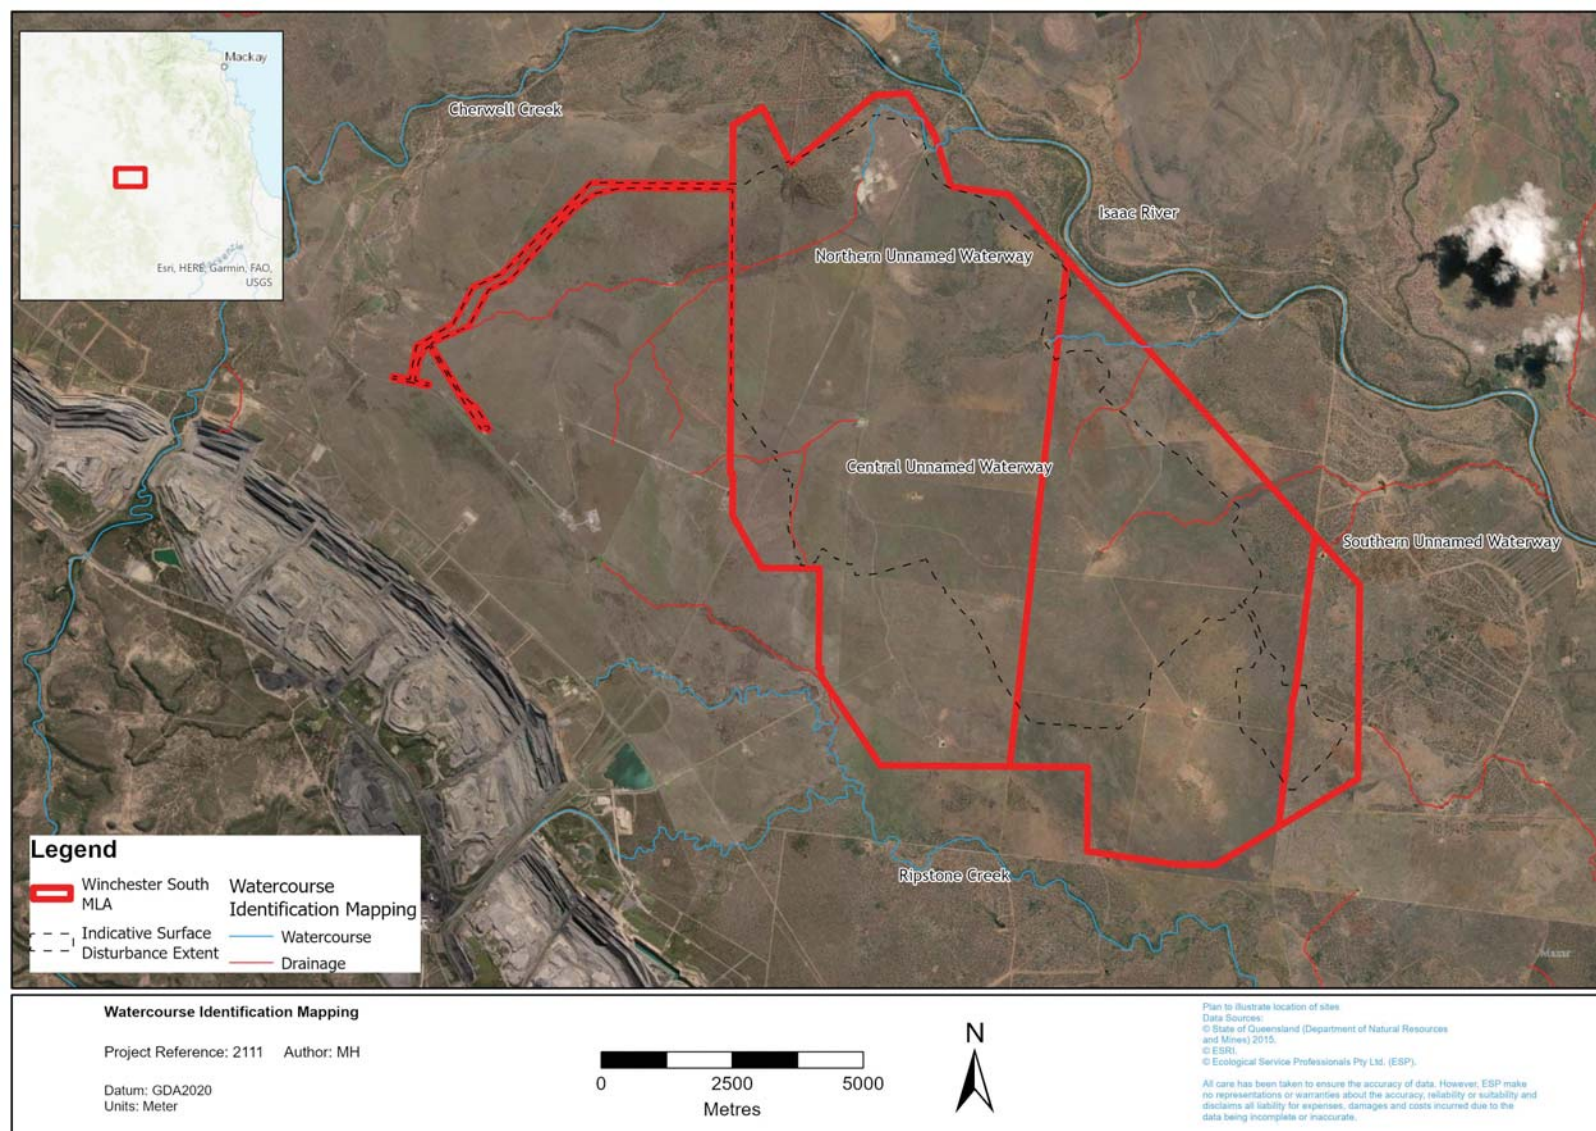 Mackay
Esri, HERE, Garmin, FAO,
USGS
Cherwell Creek
Isaac River
Northern Unnamed Waterway
Central Unnamed Waterway
Southern Unnamed Waterway
Ripstone Creek
Maxar
Legend
Winchester South
MLA
Indicative Surface
Disturbance Extent
Watercourse
Identification Mapping
Watercourse
Drainage
Watercourse Identification Mapping
Project Reference: 2111 Author: MH
Datum: GDA2020
Units: Meter
0 2500 5000
Metres
N
Plan to illustrate location of sites
Data Sources:
© State of Queensland (Department of Natural Resources
and Mines) 2015.
© ESRI.
© Ecological Service Professionals Pty Ltd. (ESP).
All care has been taken to ensure the accuracy of data. However, ESP make
no representations or warranties about the accuracy, reliability or suitability and
disclaims all liability for expenses, damages and costs incurred due to the
data being incomplete or inaccurate.